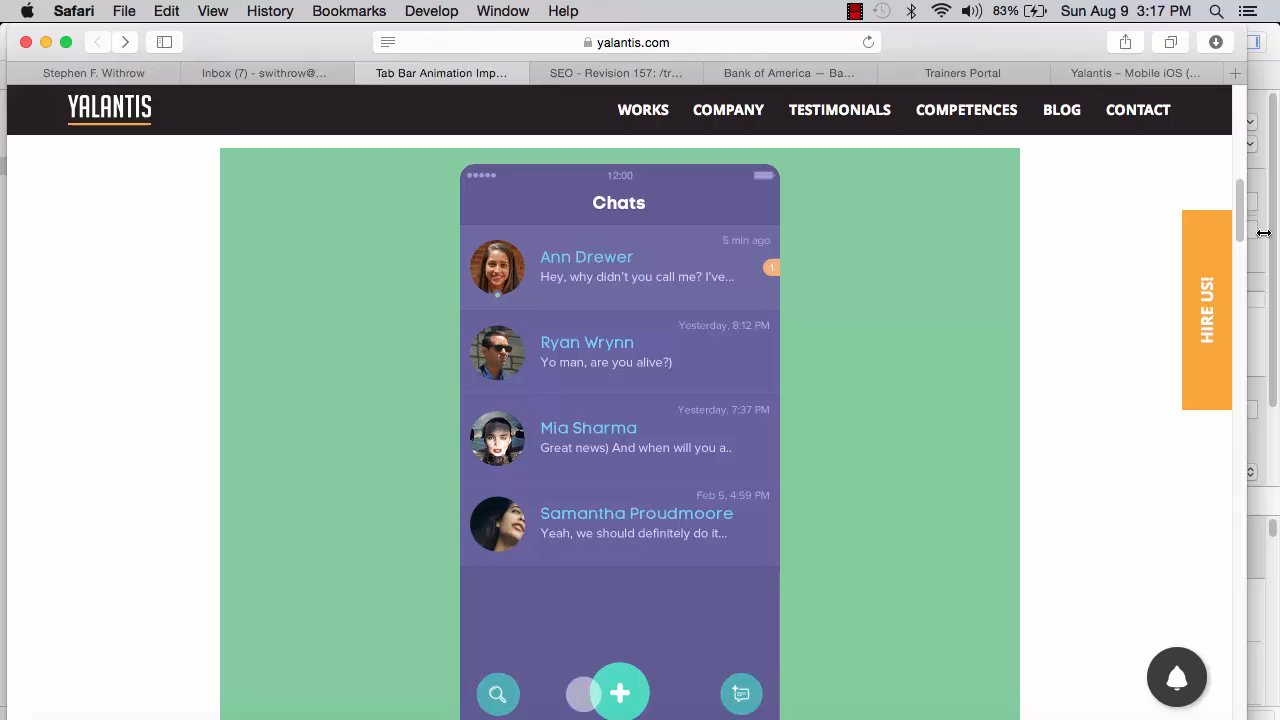 Safari File Edit View History Bookmarks Develop Window Help 83% Sun Aug 9 3:17 PM
yalantis.com
Stephen F. Withrow Inbox (7) - swithrow@... Tab Bar Animation Imp... SEO - Revision 157: /tr... Bank of America — Ba... Trainers Portal Yalantis – Mobile iOS (...
YALANTIS WORKS COMPANY TESTIMONIALS COMPETENCES BLOG CONTACT
12:00
Chats
5 min ago
Ann Drewer
Hey, why didn't you call me? I've...
1
Yesterday, 8:12 PM
Ryan Wrynn
Yo man, are you alive?)
Yesterday, 7:37 PM
Mia Sharma
Great news) And when will you a..
Feb 5, 4:59 PM
Samantha Proudmoore
Yeah, we should definitely do it...
HIRE US!